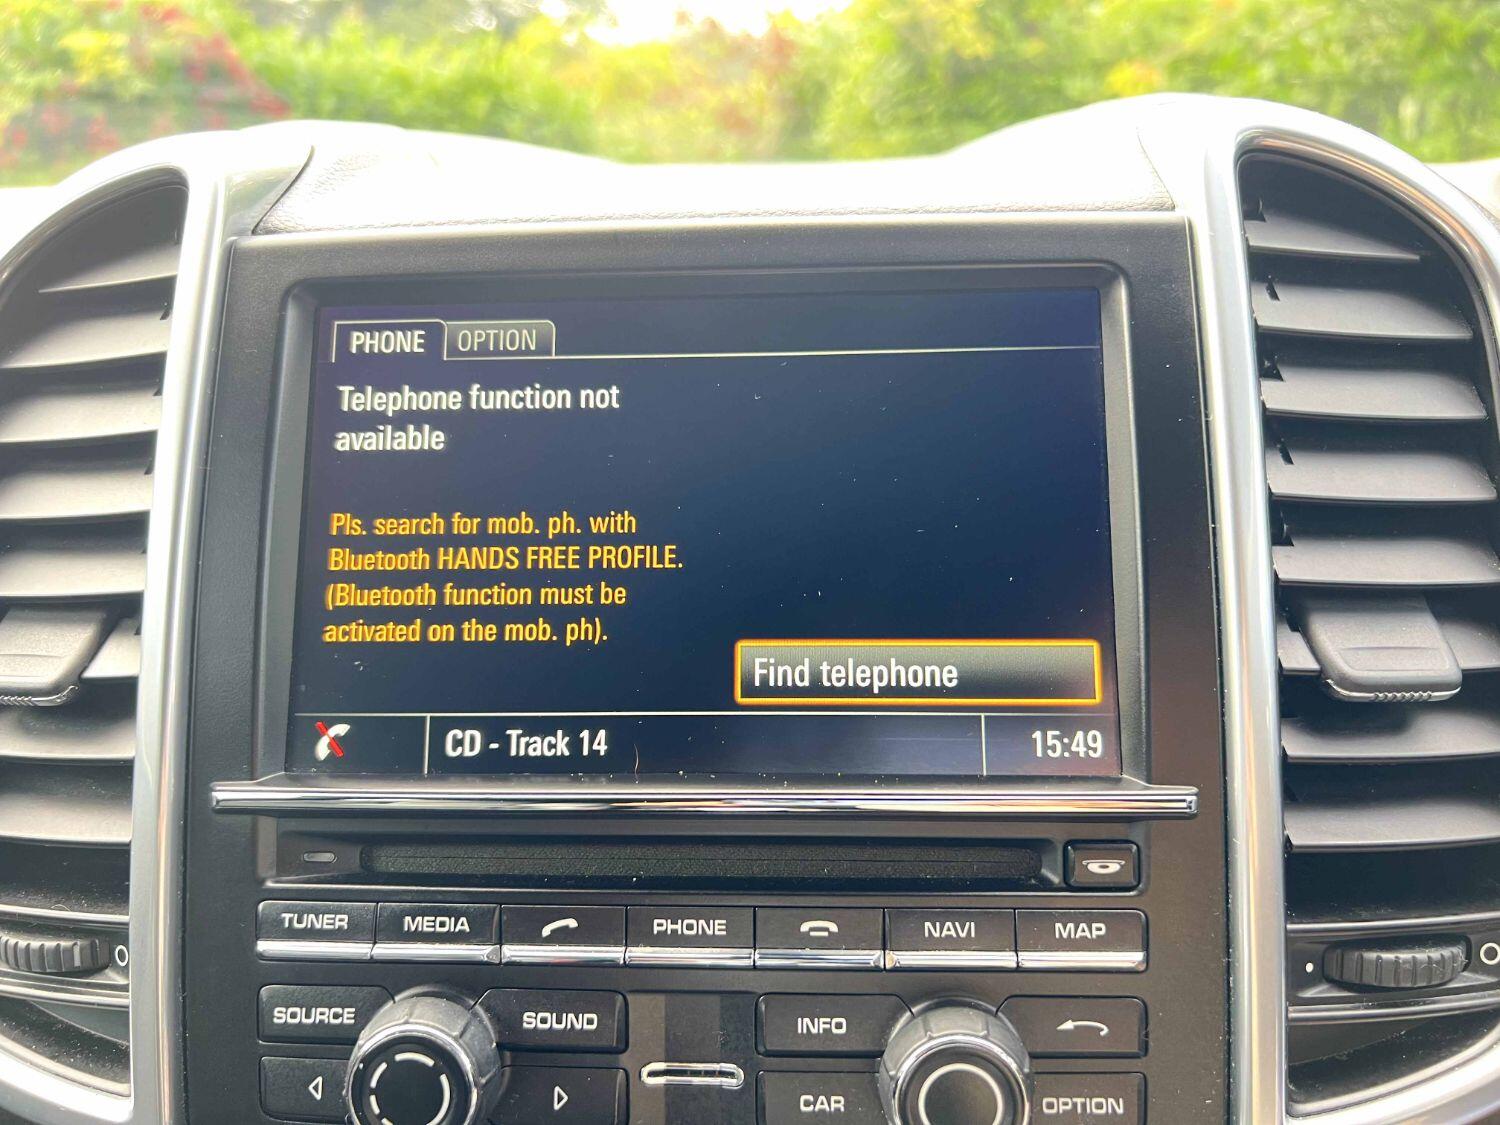 PHONE OPTION
Telephone function not
available
Pls. search for mob. ph. with
Bluetooth HANDS FREE PROFILE.
(Bluetooth function must be
activated on the mob. ph).
Find telephone
CD - Track 14 15:49
TUNER MEDIA PHONE NAVI MAP
SOURCE SOUND INFO
CAR OPTION